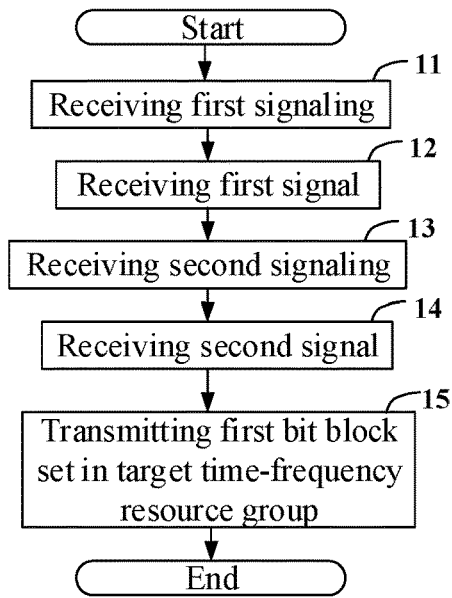 Start
11
Receiving first signaling
12
Receiving first signal
13
Receiving second signaling
14
Receiving second signal
15
Transmitting first bit block
set in target time-frequency
resource group
End